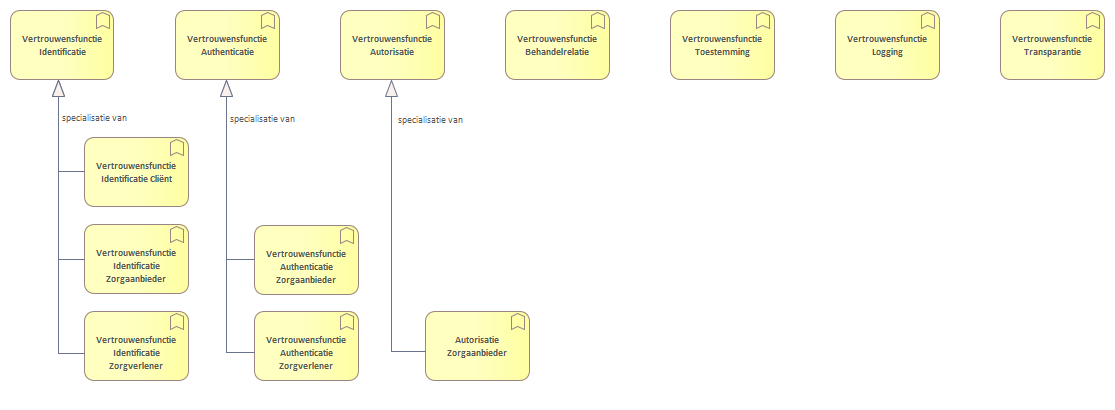 Vertrouwensfunctie
Identificatie
Vertrouwensfunctie
Authenticatie
Vertrouwensfunctie
Autorisatie
Vertrouwensfunctie
Behandelrelatie
Vertrouwensfunctie
Toestemming
Vertrouwensfunctie
Logging
Vertrouwensfunctie
Transparantie
specialisatie van
specialisatie van
specialisatie van
Vertrouwensfunctie
Identificatie Cliënt
Vertrouwensfunctie
Identificatie
Zorgaanbieder
Vertrouwensfunctie
Authenticatie
Zorgaanbieder
Vertrouwensfunctie
Identificatie
Zorgverlener
Vertrouwensfunctie
Authenticatie
Zorgverlener
Autorisatie
Zorgaanbieder